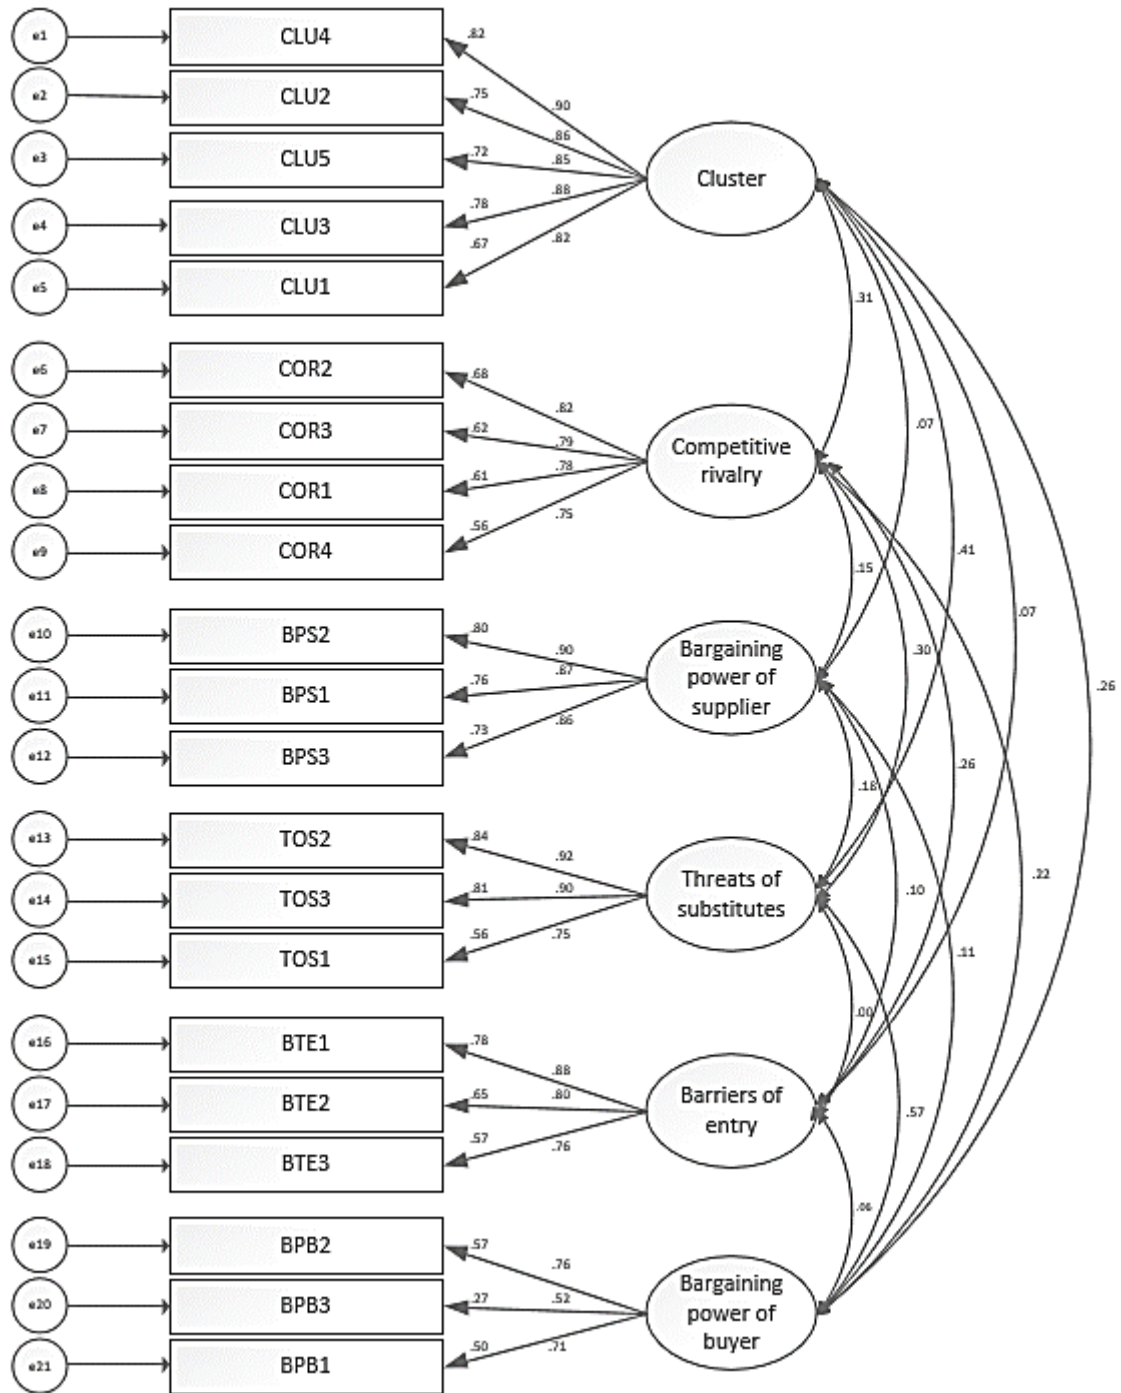 e1
CLU4
.82
e2
CLU2
.75
.90
e3
CLU5
.72
.86
.85
Cluster
e4
CLU3
.78
.88
e5
CLU1
.67
.82
.31
e6
COR2
.68
.82
e7
COR3
.62
.79
Competitive
rivalry
.07
e8
COR1
.61
.78
e9
COR4
.56
.75
.41
.15
.07
e10
BPS2
.80
.90
.30
e11
BPS1
.76
.87
Bargaining
power of
supplier
.26
e12
BPS3
.73
.86
.26
.18
e13
TOS2
.84
.92
e14
TOS3
.81
.90
Threats of
substitutes
.10
.22
e15
TOS1
.56
.75
.11
.00
e16
BTE1
.78
.88
e17
BTE2
.65
.80
Barriers of
entry
.57
e18
BTE3
.57
.76
.06
e19
BPB2
.57
.76
e20
BPB3
.27
.52
Bargaining
power of
buyer
e21
BPB1
.50
.71